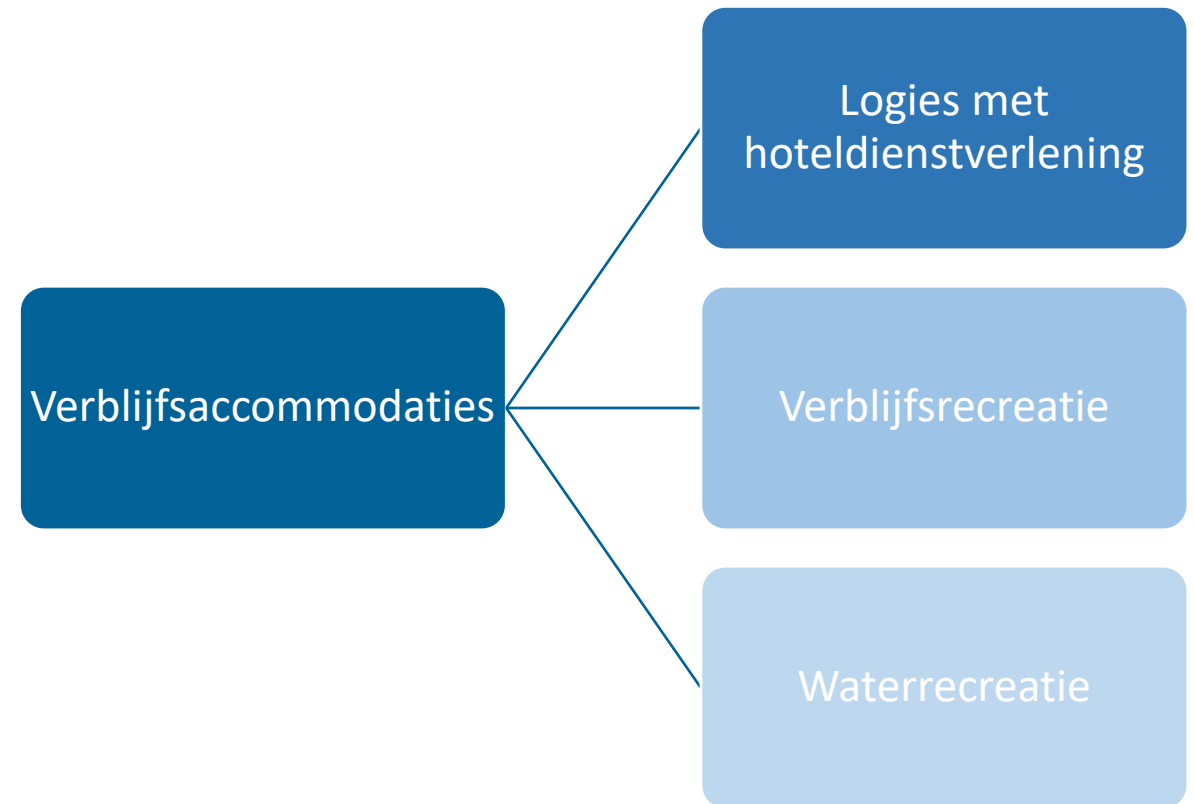 Verblijfsaccommodaties
Logies met
hoteldienstverlening
Verblijfsrecreatie
Waterrecreatie